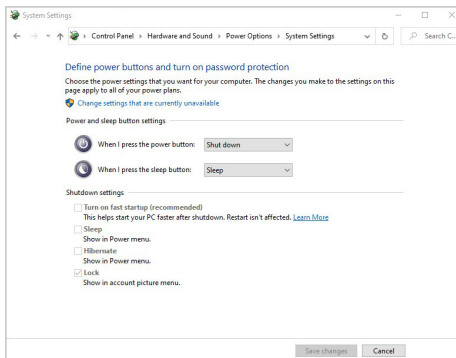 System Settings
Control Panel > Hardware and Sound > Power Options > System Settings
Search C...
Define power buttons and turn on password protection
Choose the power settings that you want for your computer. The changes you make to the settings on this
page apply to all of your power plans.
Change settings that are currently unavailable
Power and sleep button settings
When I press the power button: Shut down
When I press the sleep button: Sleep
Shutdown settings
Turn on fast startup (recommended)
This helps start your PC faster after shutdown. Restart isn't affected. Learn More
Sleep
Show in Power menu.
Hibernate
Show in Power menu.
Lock
Show in account picture menu.
Save changes Cancel